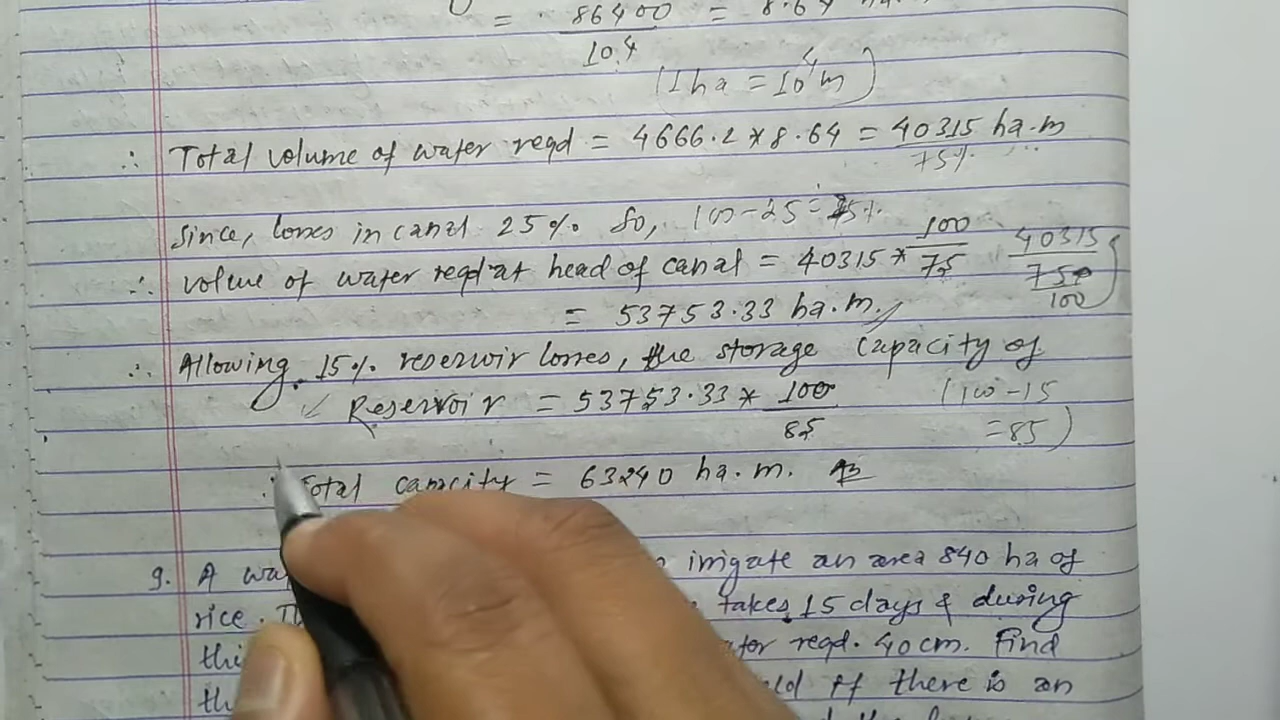 = 86400 = 8.64
10.4
(1 ha = 10⁴ m)
∴ Total volume of water reqd = 4666.2 * 8.64 = 40315 ha.m
75%
since, losses in canal 25%. So, 100-25 = 75%
∴ volue of water reqd at head of canal = 40315 * 100/75 40315/75/100
= 53753.33 ha.m.
∴ Allowing 15% reservoir losses, the storage capacity of
Reservoir = 53753.33 * 100/85 (100-15
=85)
∴ Total capacity = 63240 ha.m.
9. A irrigate an area 840 ha of
rice. takes 15 days & during
reqd. 40cm. Find
if there is an